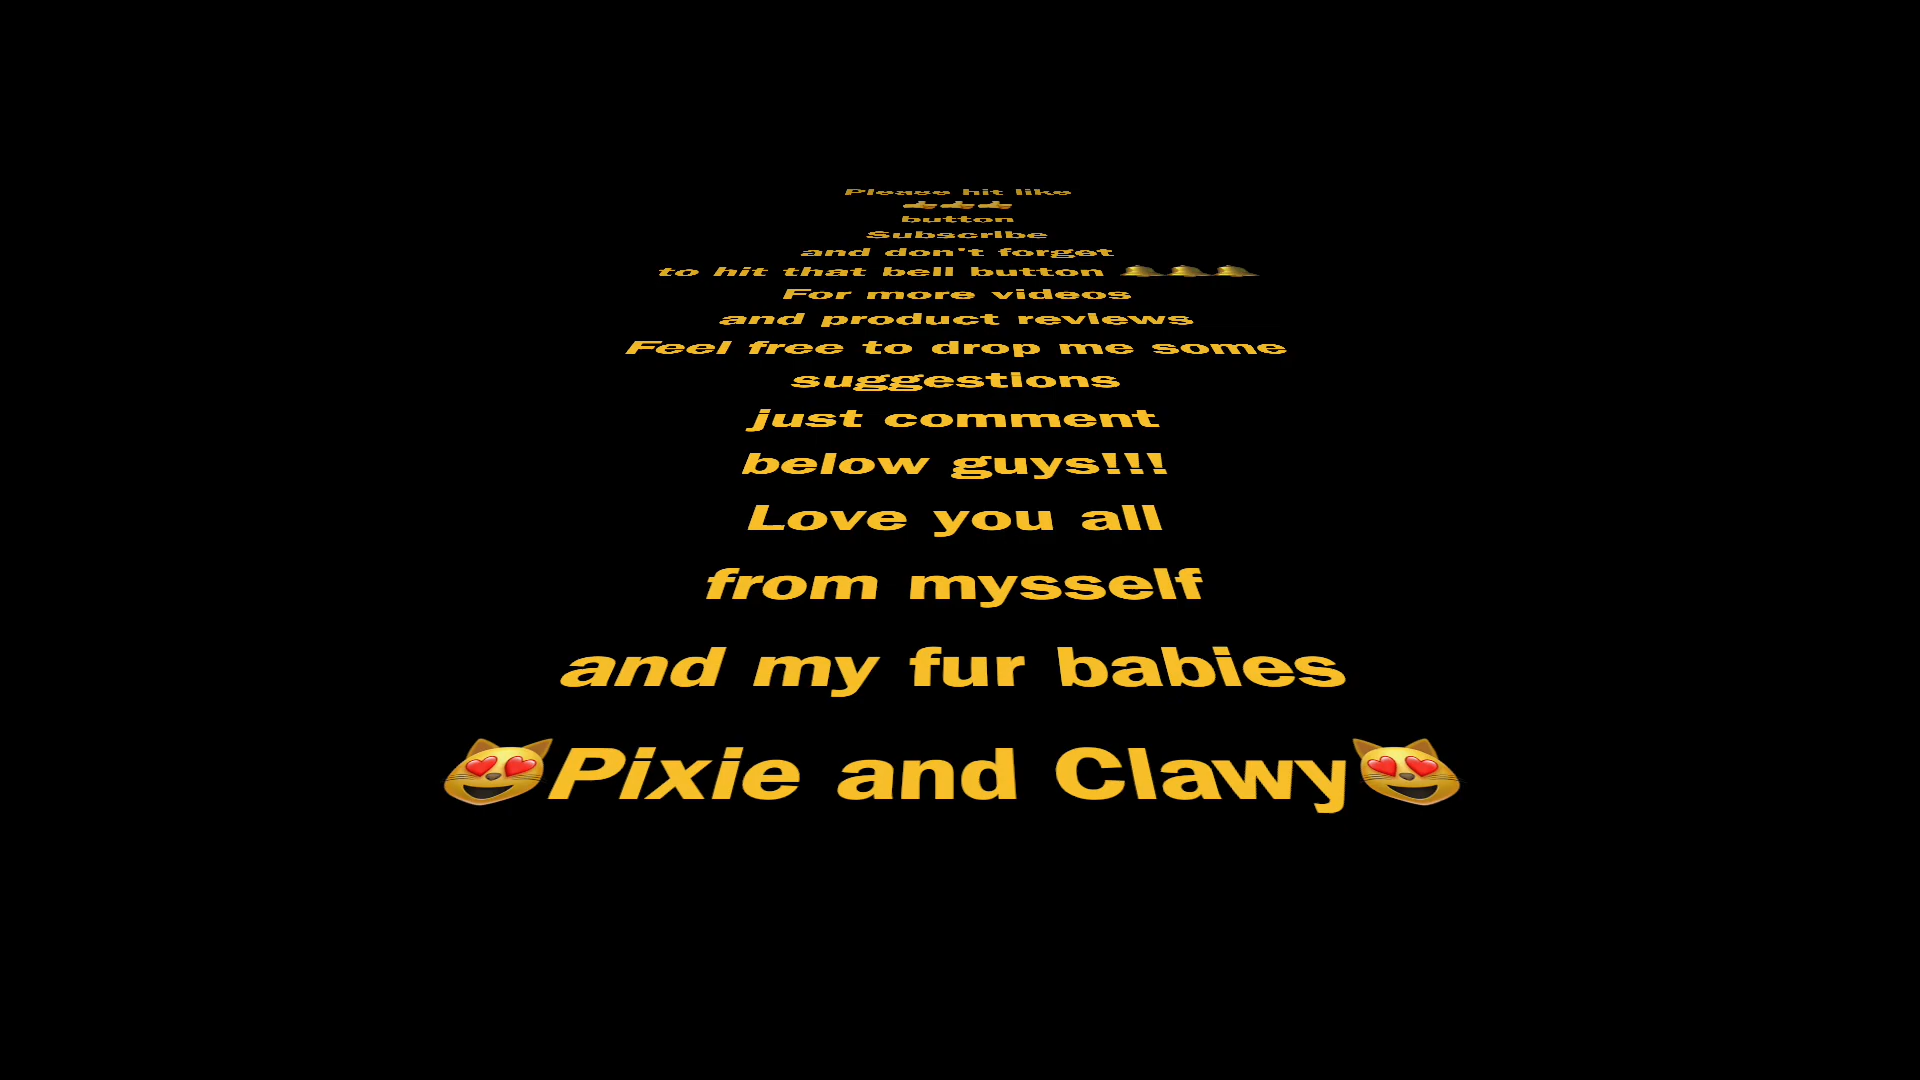 Please hit like
👍👍👍
button
Subscribe
and don't forget
to hit that bell button 🔔🔔🔔
For more videos
and product reviews
Feel free to drop me some
suggestions
just comment
below guys!!!
Love you all
from mysself
and my fur babies
😻Pixie and Clawy😻